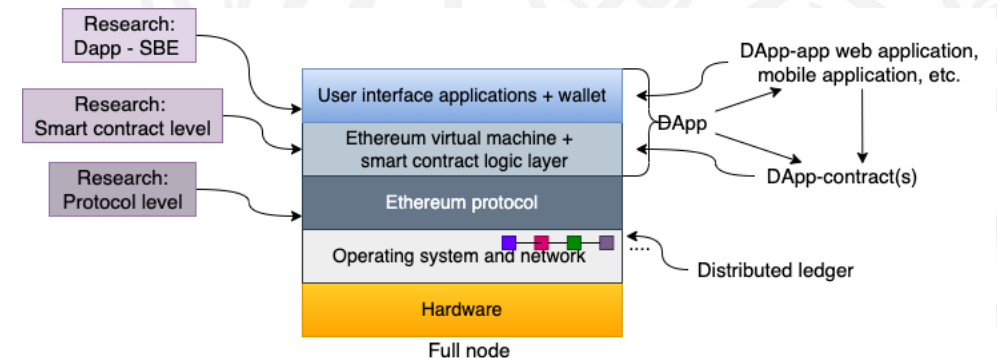 Research:
Dapp - SBE
Research:
Smart contract level
Research:
Protocol level
User interface applications + wallet
Ethereum virtual machine +
smart contract logic layer
Ethereum protocol
Operating system and network
Hardware
Full node
DApp-app web application,
mobile application, etc.
DApp
DApp-contract(s)
....
Distributed ledger